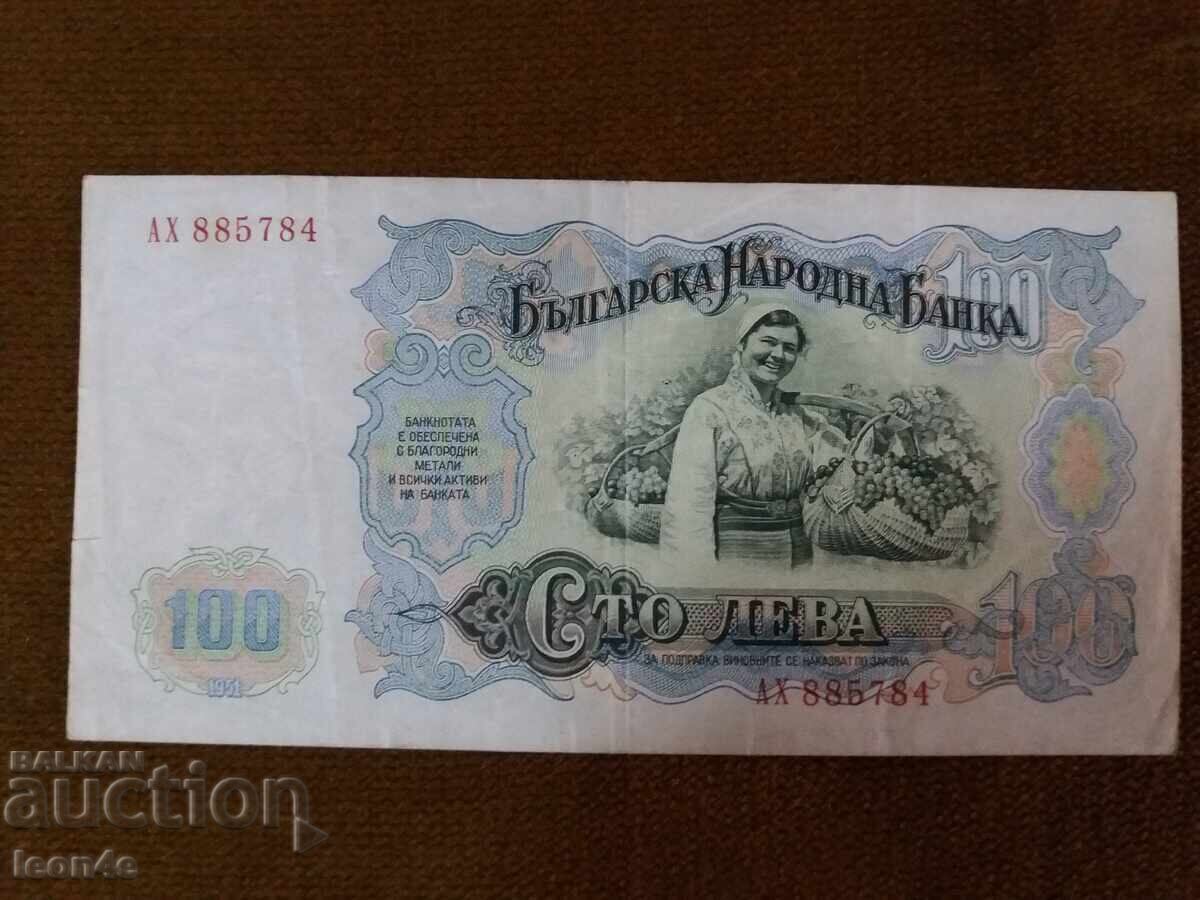 АХ 885784
БЪЛГАРСКА НАРОДНА БАНКА
100
БАНКНОТАТА
Е ОБЕСПЕЧЕНА
С БЛАГОРОДНИ
МЕТАЛИ
И ВСИЧКИ АКТИВИ
НА БАНКАТА
100
1951
СТО ЛЕВА
100
ЗА ПОДПРАВКА ВИНОВНИТЕ СЕ НАКАЗВАТ ПО ЗАКОНА
АХ 885784
BALKAN
auction
leon4e